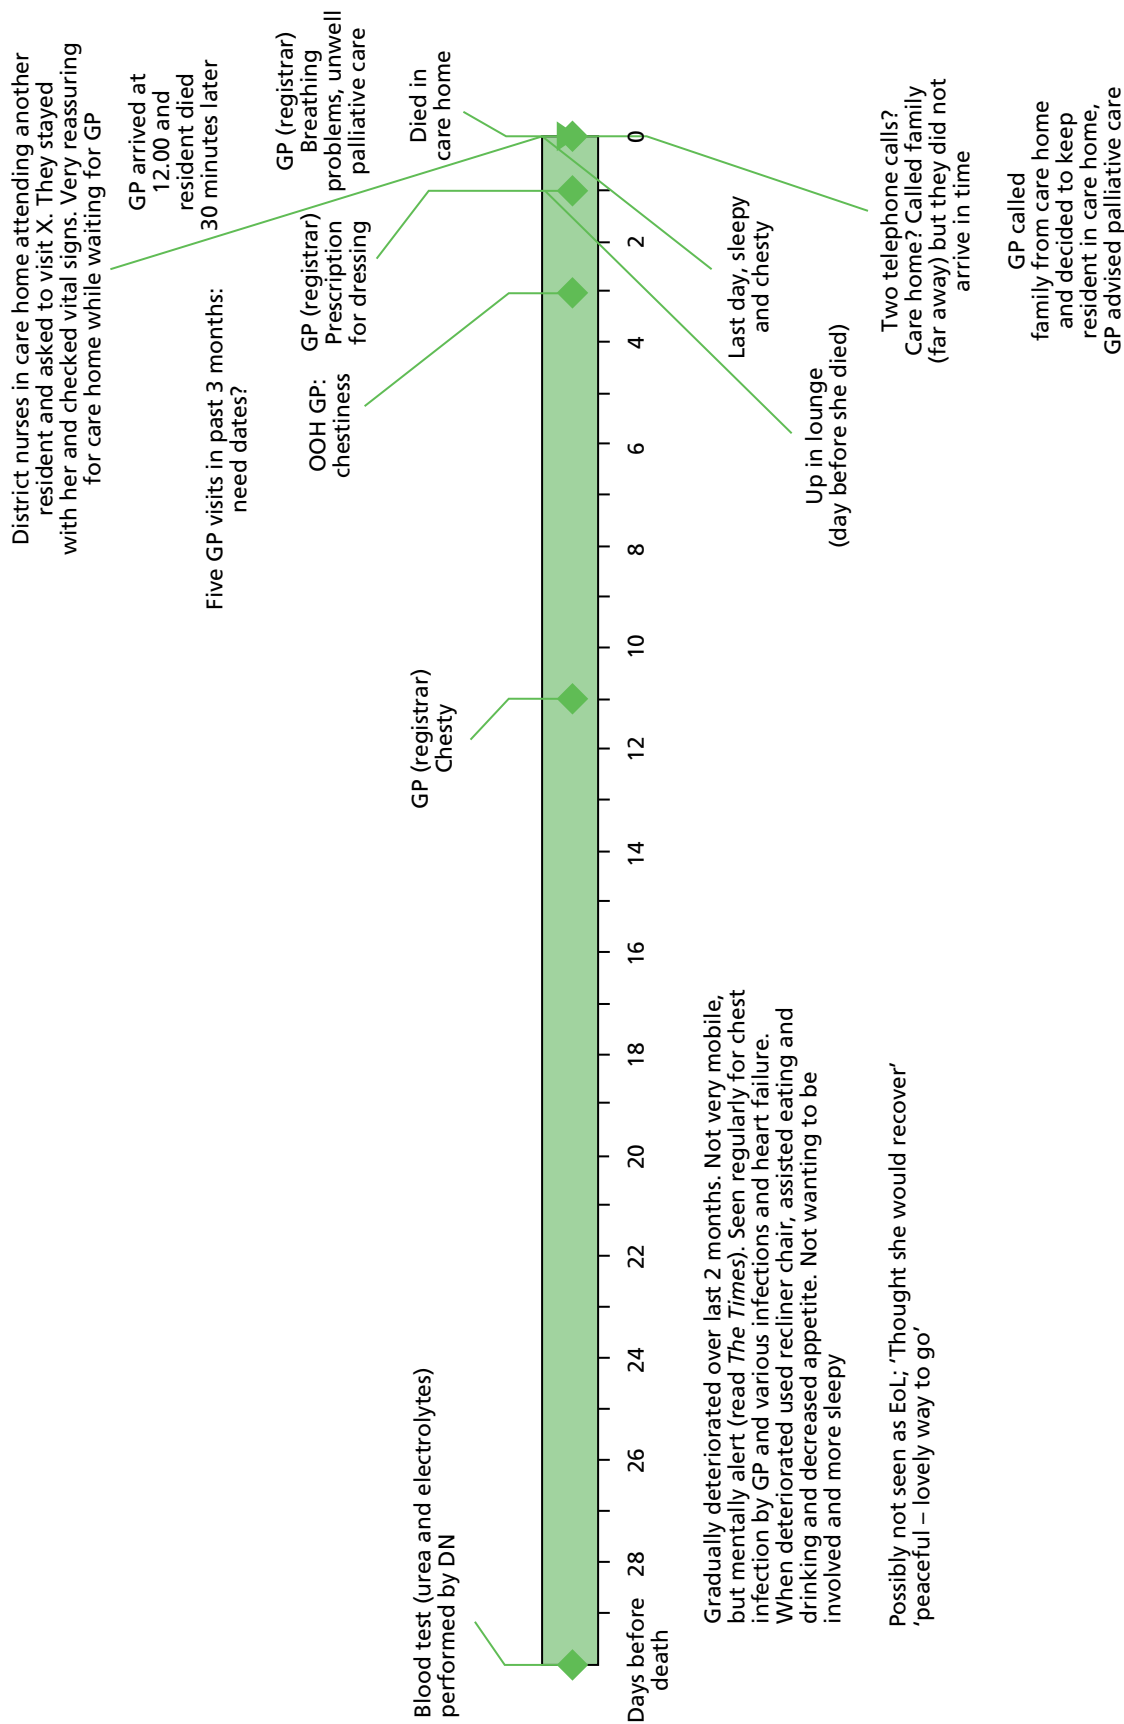 District nurses in care home attending another
resident and asked to visit X. They stayed
with her and checked vital signs. Very reassuring
for care home while waiting for GP
GP arrived at
12.00 and
resident died
30 minutes later
Five GP visits in past 3 months:
need dates?
GP (registrar)
Breathing
problems, unwell
palliative care
GP (registrar)
Prescription
for dressing
OOH GP:
chestiness
Died in
care home
GP (registrar)
Chesty
Blood test (urea and electrolytes)
performed by DN
Days before
death
28
26
24
22
20
18
16
14
12
10
8
6
4
2
0
Gradually deteriorated over last 2 months. Not very mobile,
but mentally alert (read The Times). Seen regularly for chest
infection by GP and various infections and heart failure.
When deteriorated used recliner chair, assisted eating and
drinking and decreased appetite. Not wanting to be
involved and more sleepy
Last day, sleepy
and chesty
Up in lounge
(day before she died)
Possibly not seen as EoL; ‘Thought she would recover’
‘peaceful – lovely way to go’
Two telephone calls?
Care home? Called family
(far away) but they did not
arrive in time
GP called
family from care home
and decided to keep
resident in care home,
GP advised palliative care